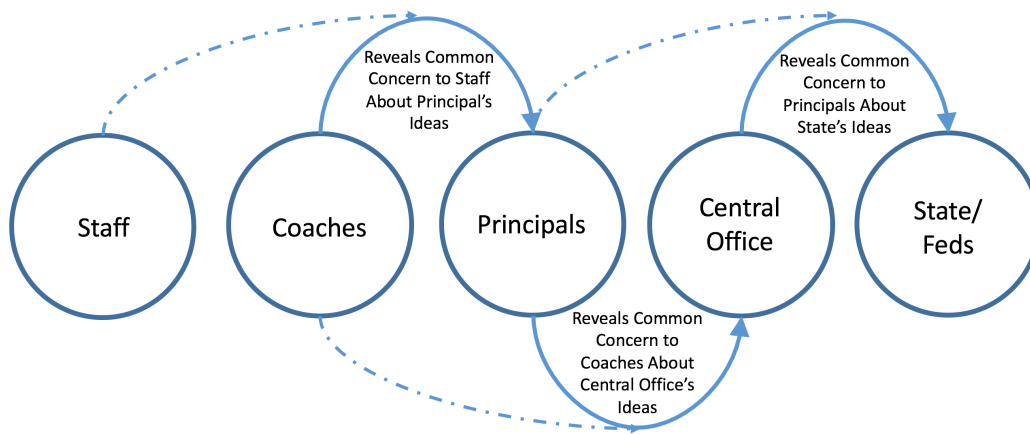 Reveals Common
Concern to Staff
About Principal's
Ideas
Reveals Common
Concern to
Principals About
State's Ideas
Staff
Coaches
Principals
Central
Office
State/
Feds
Reveals Common
Concern to
Coaches About
Central Office's
Ideas